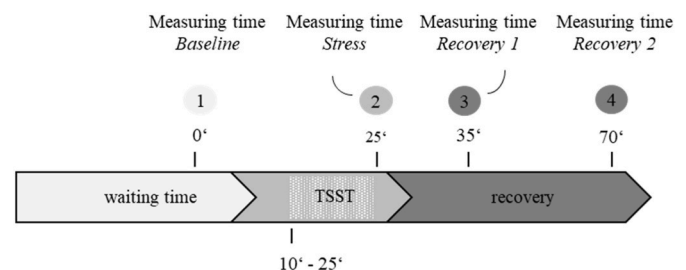 Measuring time
Baseline
Measuring time
Stress
Measuring time
Recovery 1
Measuring time
Recovery 2
1
2
3
4
0‘
25‘
35‘
70‘
waiting time
TSST
recovery
10‘ - 25‘